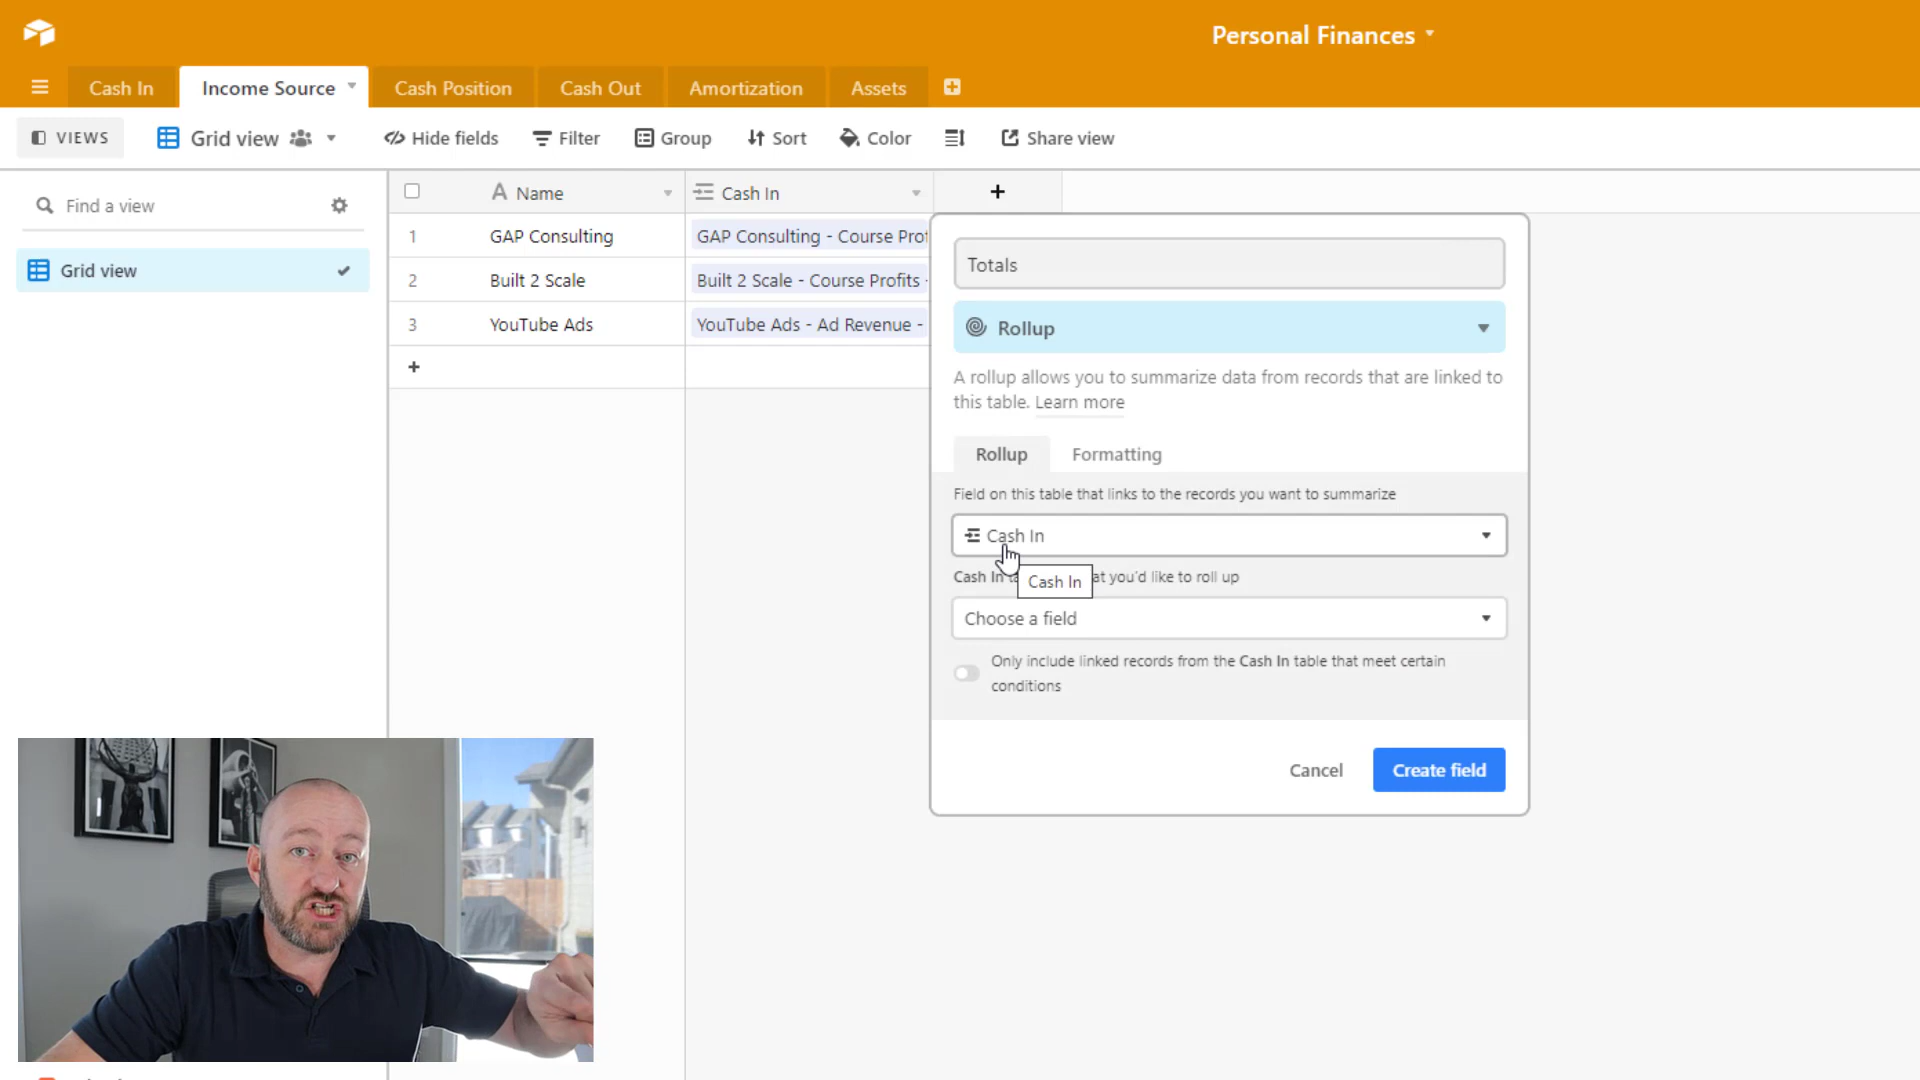 Personal Finances
Cash In
Income Source
Cash Position
Cash Out
Amortization
Assets
VIEWS
Grid view
Hide fields
Filter
Group
Sort
Color
Share view
Find a view
Grid view
Name
Cash In
1
GAP Consulting
GAP Consulting - Course Prof
2
Built 2 Scale
Built 2 Scale - Course Profits -
3
YouTube Ads
YouTube Ads - Ad Revenue -
Totals
Rollup
A rollup allows you to summarize data from records that are linked to
this table. Learn more
Rollup
Formatting
Field on this table that links to the records you want to summarize
Cash In
Cash In
at you'd like to roll up
Cash In
Choose a field
Only include linked records from the Cash In table that meet certain
conditions
Cancel
Create field